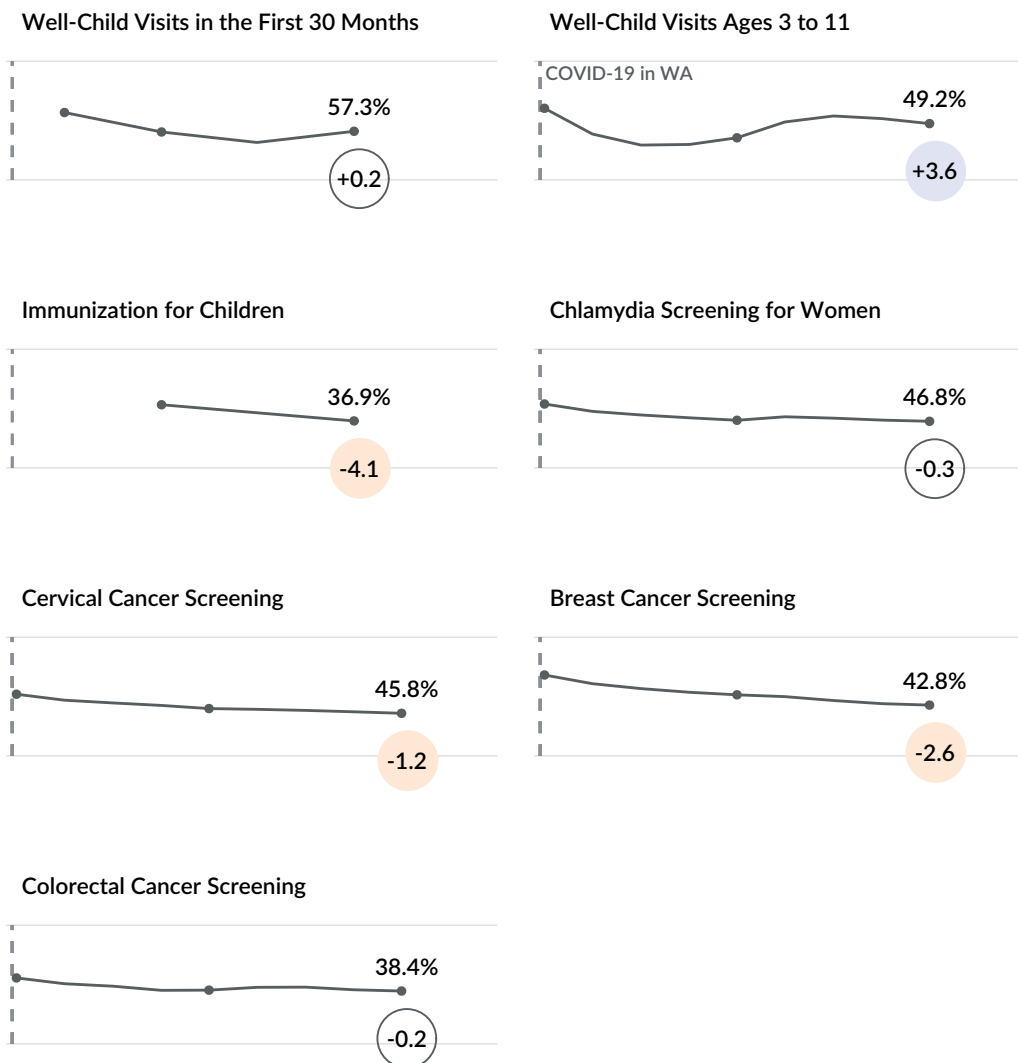 Well-Child Visits in the First 30 Months
57.3%
+0.2
Well-Child Visits Ages 3 to 11
COVID-19 in WA
49.2%
+3.6
Immunization for Children
36.9%
-4.1
Chlamydia Screening for Women
46.8%
-0.3
Cervical Cancer Screening
45.8%
-1.2
Breast Cancer Screening
42.8%
-2.6
Colorectal Cancer Screening
38.4%
-0.2